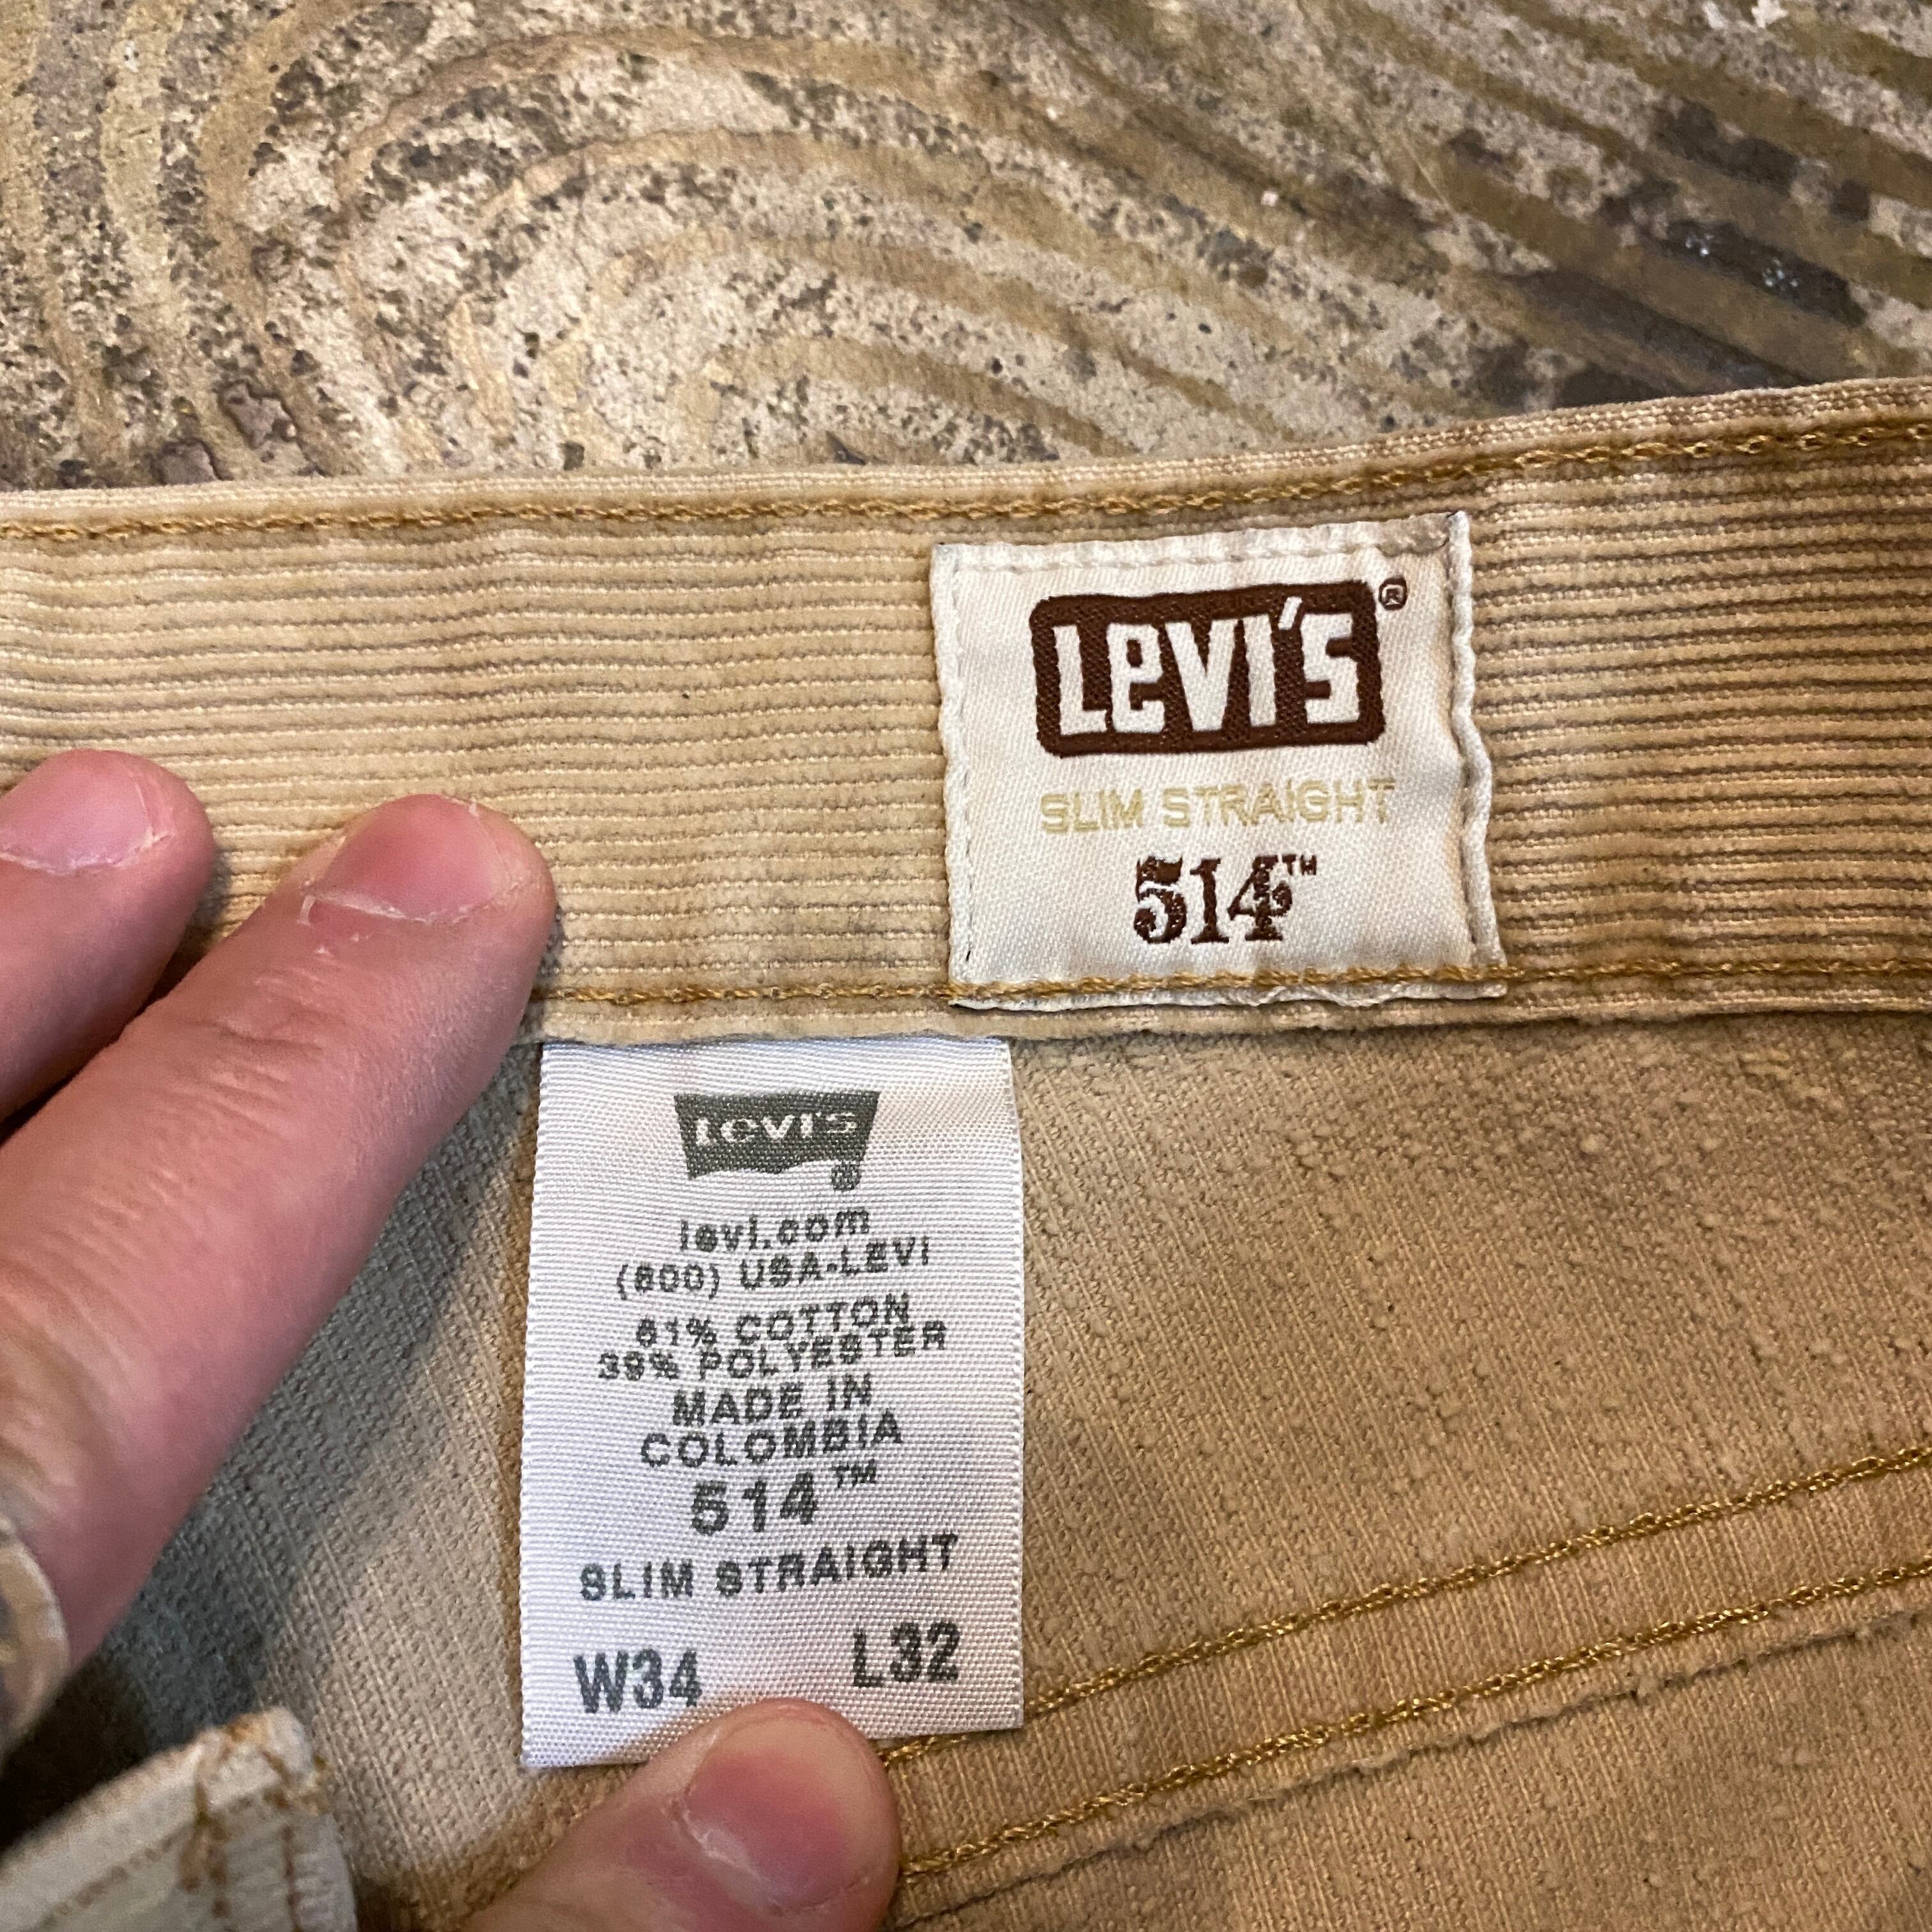 LEVI'S®
SLIM STRAIGHT
514™
LEVI'S
®
levi.com
(800) USA-LEVI
61% COTTON
39% POLYESTER
MADE IN
COLOMBIA
514™
SLIM STRAIGHT
W34 L32